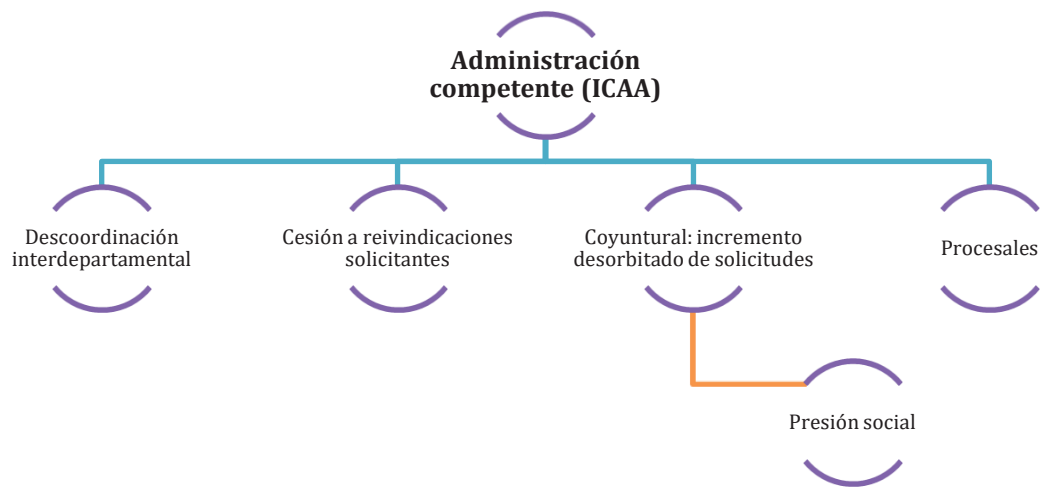 Administración
competente (ICAA)
Descoordinación
interdepartamental
Cesión a reivindicaciones
solicitantes
Coyuntural: incremento
desorbitado de solicitudes
Procesales
Presión social